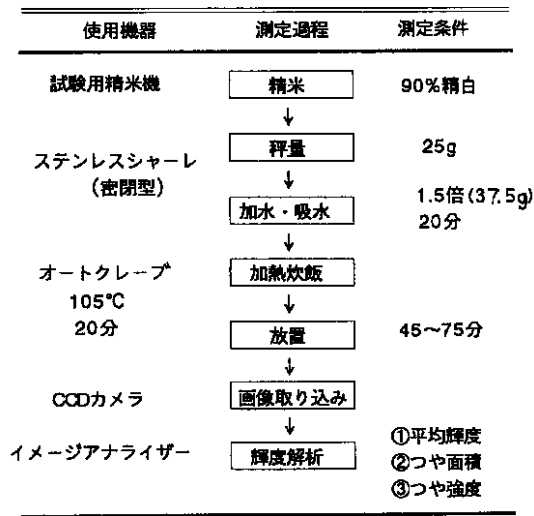 使用機器 測定過程 測定条件
試験用精米機 精米 90%精白
↓
秤量 25g
ステンレスシャーレ
(密閉型)
↓
加水・吸水 1.5倍(37.5g)
20分
↓
オートクレーブ 加熱炊飯
105℃
20分
↓
放置 45～75分
↓
CCDカメラ 画像取り込み
↓
イメージアナライザー 輝度解析 ①平均輝度
②つや面積
③つや強度